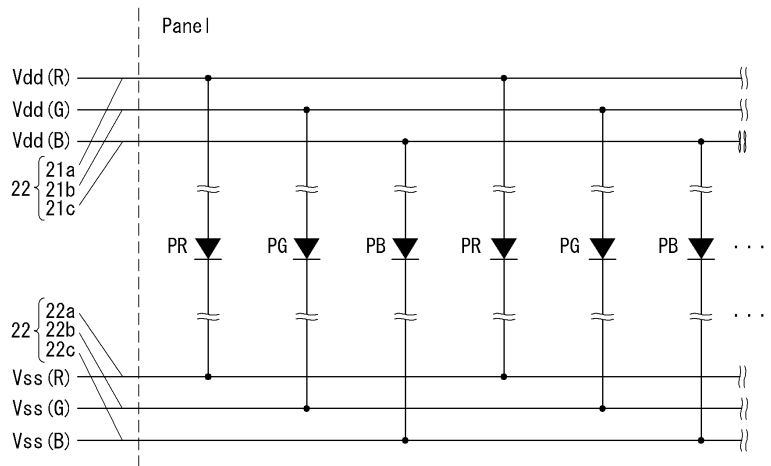 Panel
Vdd (R)
Vdd (G)
Vdd (B)
22
21a
21b
21c
PR PG PB PR PG PB ...
...
22
22a
22b
22c
Vss (R)
Vss (G)
Vss (B)